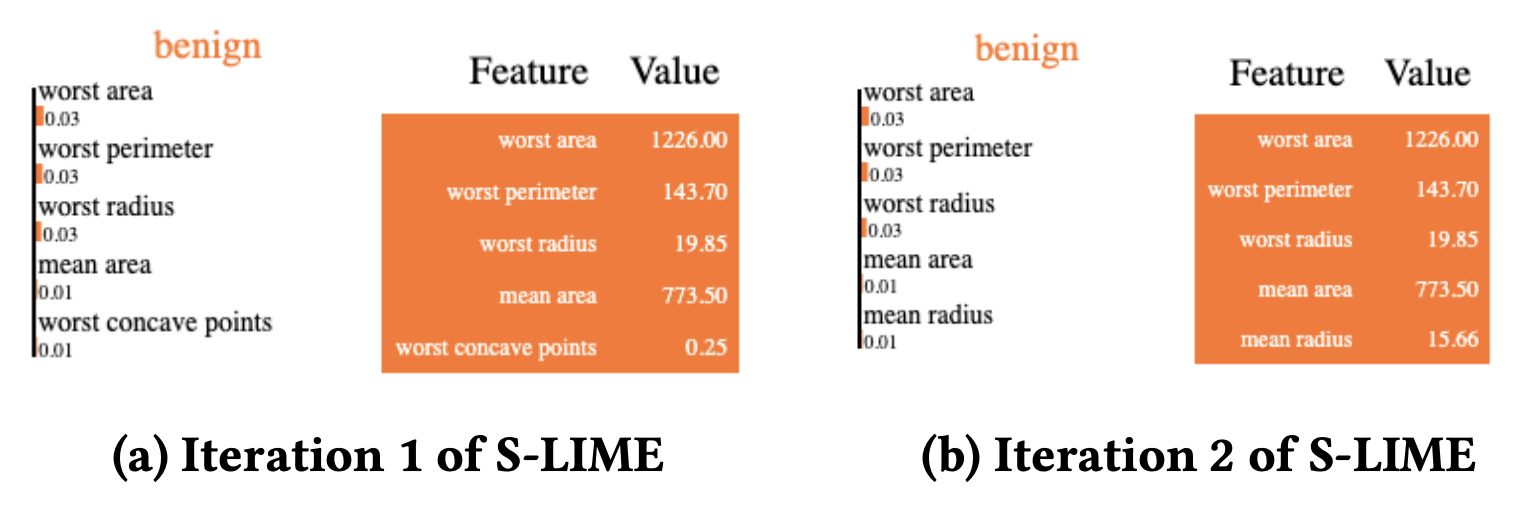 benign
worst area
0.03
worst perimeter
0.03
worst radius
0.03
mean area
0.01
worst concave points
0.01
Feature Value
worst area 1226.00
worst perimeter 143.70
worst radius 19.85
mean area 773.50
worst concave points 0.25
(a) Iteration 1 of S-LIME
benign
worst area
0.03
worst perimeter
0.03
worst radius
0.03
mean area
0.01
mean radius
0.01
Feature Value
worst area 1226.00
worst perimeter 143.70
worst radius 19.85
mean area 773.50
mean radius 15.66
(b) Iteration 2 of S-LIME